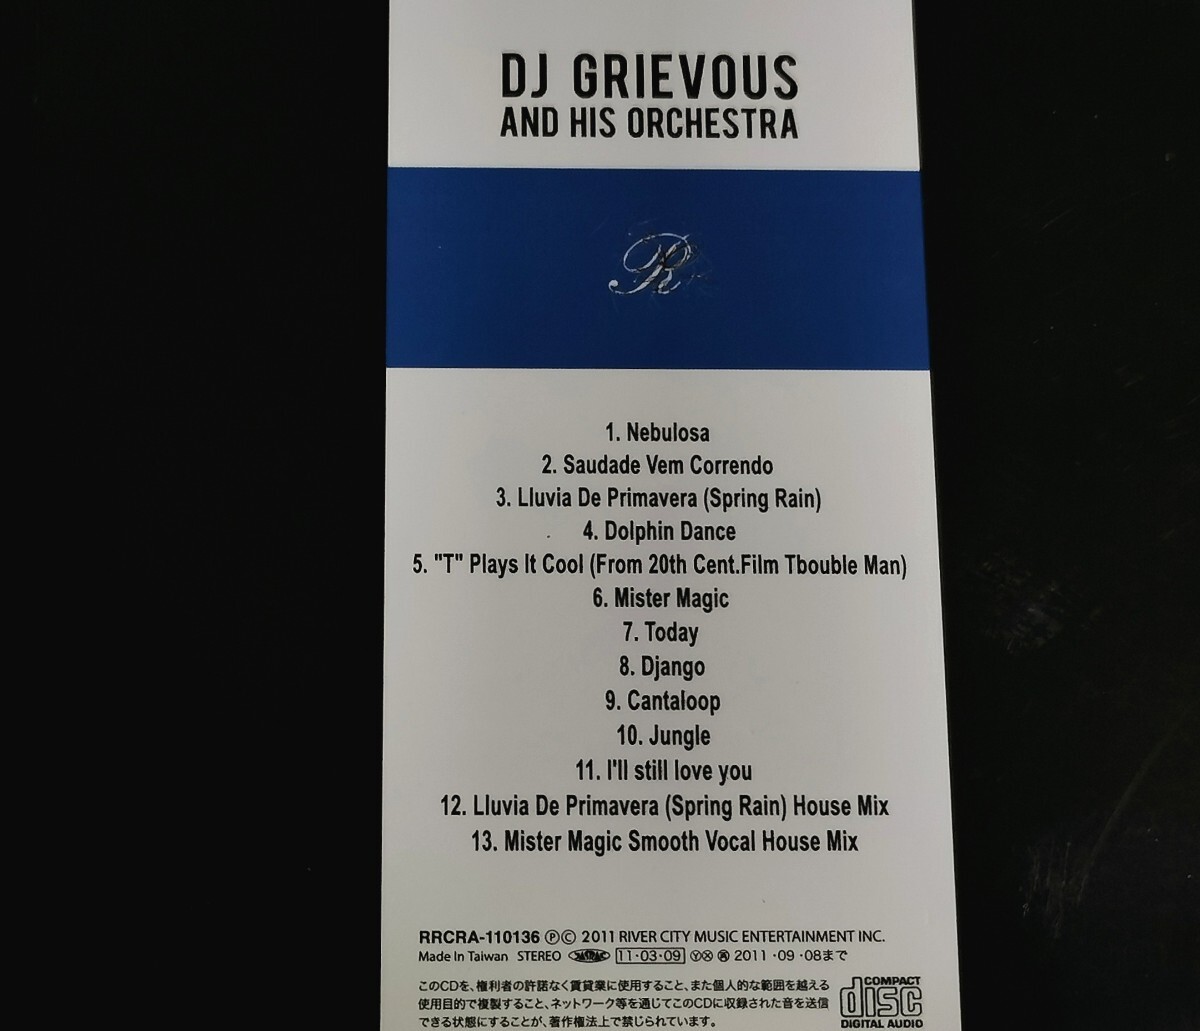 DJ GRIEVOUS
AND HIS ORCHESTRA
R
1. Nebulosa
2. Saudade Vem Correndo
3. Lluvia De Primavera (Spring Rain)
4. Dolphin Dance
5. "T" Plays It Cool (From 20th Cent.Film Tbouble Man)
6. Mister Magic
7. Today
8. Django
9. Cantaloop
10. Jungle
11. I'll still love you
12. Lluvia De Primavera (Spring Rain) House Mix
13. Mister Magic Smooth Vocal House Mix
RRCRA-110136 ℗© 2011 RIVER CITY MUSIC ENTERTAINMENT INC.
Made In Taiwan STEREO JASRAC 11·03·09 ⓎⓍ再 2011·09·08まで
このCDを、権利者の許諾なく賃貸業に使用すること、また個人的な範囲を越える
使用目的で複製すること、ネットワーク等を通じてこのCDに収録された音を送信
できる状態にすることが、著作権法上で禁じられています。
COMPACT
disc
DIGITAL AUDIO